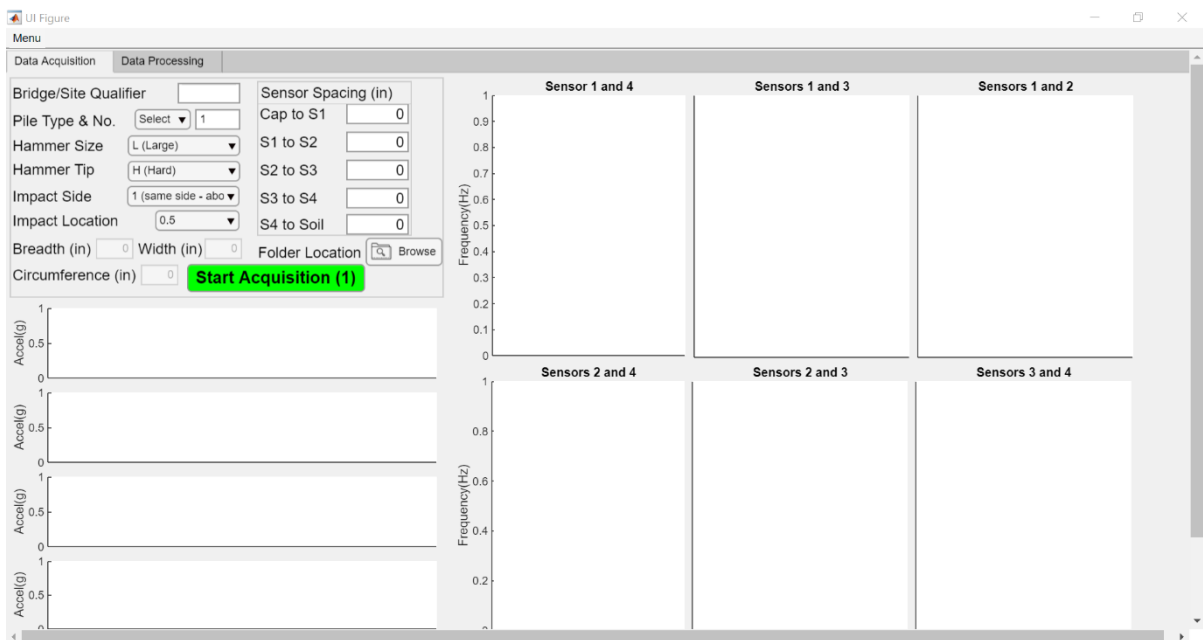 UI Figure
Menu
Data Acquisition Data Processing
Bridge/Site Qualifier
Pile Type & No. Select 1
Hammer Size L (Large)
Hammer Tip H (Hard)
Impact Side 1 (same side - abo
Impact Location 0.5
Breadth (in) 0 Width (in) 0
Circumference (in) 0
Sensor Spacing (in)
Cap to S1 0
S1 to S2 0
S2 to S3 0
S3 to S4 0
S4 to Soil 0
Folder Location Browse
Start Acquisition (1)
1
0.5
0
Accel(g)
1
0.5
0
Accel(g)
1
0.5
0
Accel(g)
1
0.5
0
Accel(g)
Sensor 1 and 4
Sensors 1 and 3
Sensors 1 and 2
1
0.9
0.8
0.7
0.6
0.5
0.4
0.3
0.2
0.1
0
Frequency(Hz)
Sensors 2 and 4
Sensors 2 and 3
Sensors 3 and 4
1
0.8
0.6
0.4
0.2
0
Frequency(Hz)